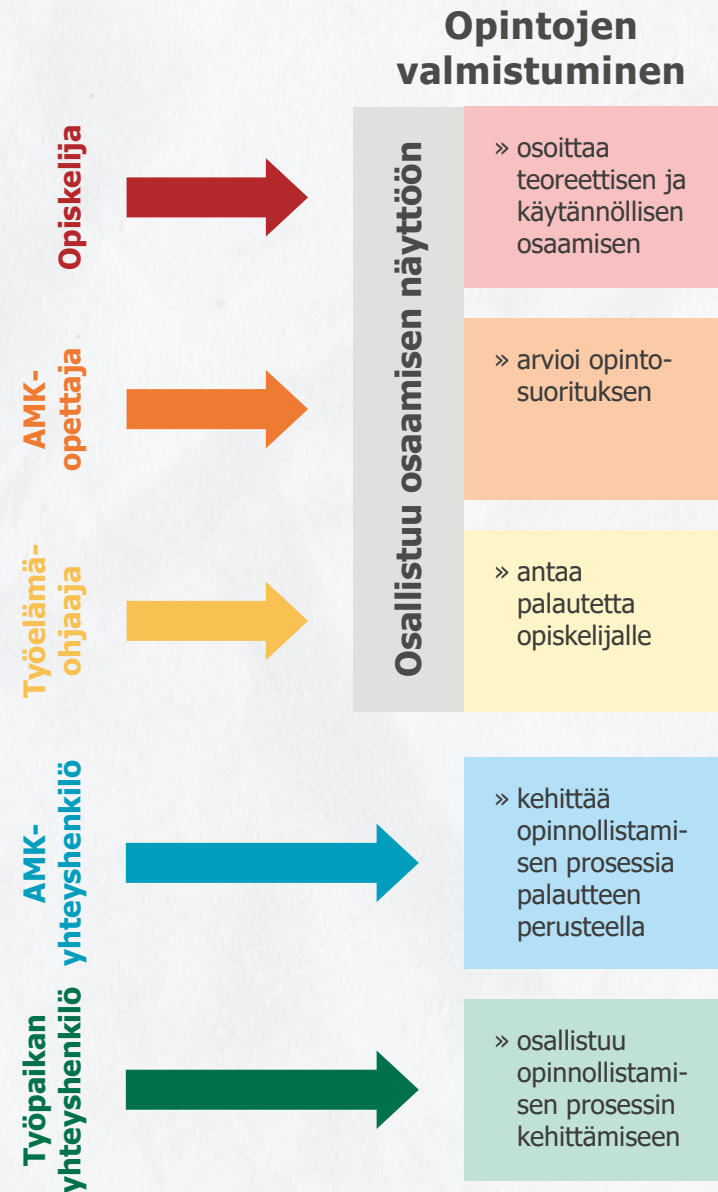 Opintojen
valmistuminen
Opiskelija
Osallistuu osaamisen näyttöön
» osoittaa
teoreettisen ja
käytännöllisen
osaamisen
AMK-
opettaja
» arvioi opinto-
suorituksen
Työelämä-
ohjaaja
» antaa
palautetta
opiskelijalle
AMK-
yhteyshenkilö
» kehittää
opinnollistami-
sen prosessia
palautteen
perusteella
Työpaikan
yhteyshenkilö
» osallistuu
opinnollistami-
sen prosessin
kehittämiseen